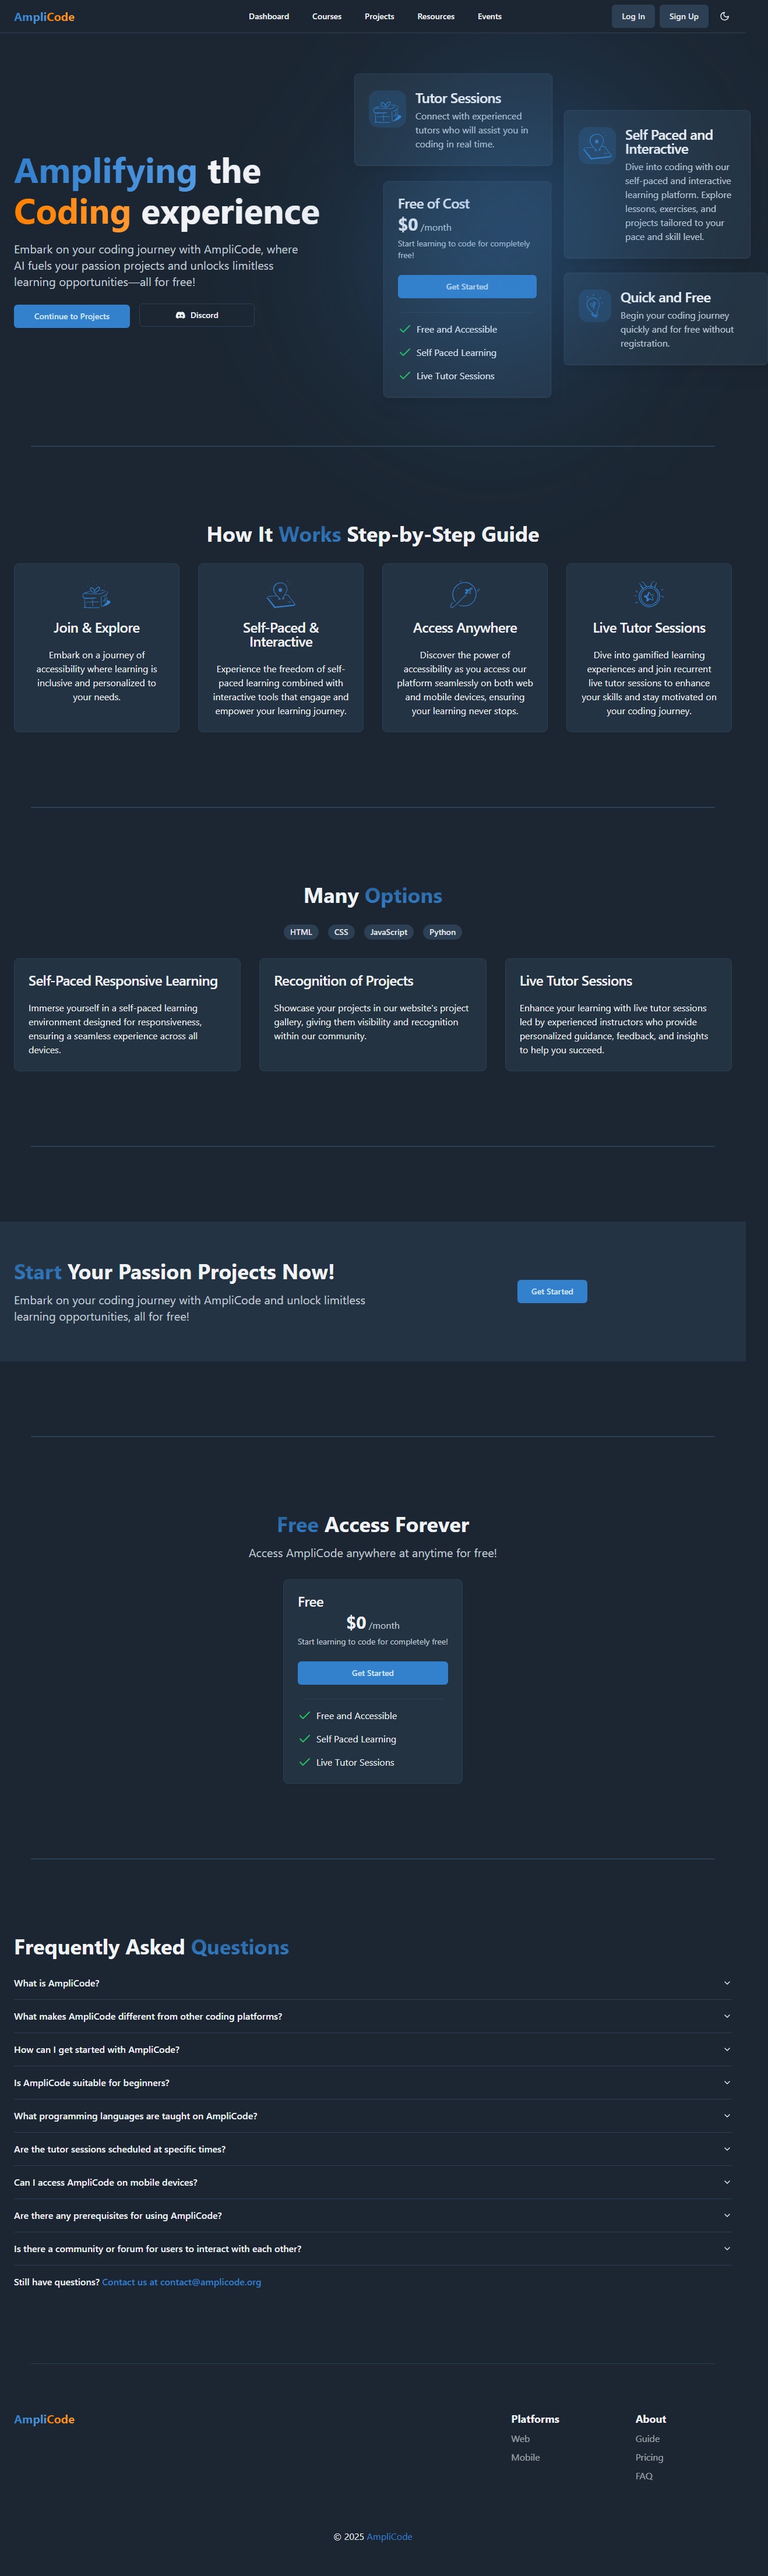 AmpliCode
Dashboard
Courses
Projects
Resources
Events
Log In
Sign Up
Amplifying the
Coding experience
Embark on your coding journey with AmpliCode, where
AI fuels your passion projects and unlocks limitless
learning opportunities—all for free!
Continue to Projects
Discord
Tutor Sessions
Connect with experienced
tutors who will assist you in
coding in real time.
Free of Cost
$0 /month
Start learning to code for completely
free!
Get Started
Free and Accessible
Self Paced Learning
Live Tutor Sessions
Self Paced and
Interactive
Dive into coding with our
self-paced and interactive
learning platform. Explore
lessons, exercises, and
projects tailored to your
pace and skill level.
Quick and Free
Begin your coding journey
quickly and for free without
registration.
How It Works Step-by-Step Guide
Join & Explore
Embark on a journey of
accessibility where learning is
inclusive and personalized to
your needs.
Self-Paced &
Interactive
Experience the freedom of self-
paced learning combined with
interactive tools that engage and
empower your learning journey.
Access Anywhere
Discover the power of
accessibility as you access our
platform seamlessly on both web
and mobile devices, ensuring
your learning never stops.
Live Tutor Sessions
Dive into gamified learning
experiences and join recurrent
live tutor sessions to enhance
your skills and stay motivated on
your coding journey.
Many Options
HTML
CSS
JavaScript
Python
Self-Paced Responsive Learning
Immerse yourself in a self-paced learning
environment designed for responsiveness,
ensuring a seamless experience across all
devices.
Recognition of Projects
Showcase your projects in our website's project
gallery, giving them visibility and recognition
within our community.
Live Tutor Sessions
Enhance your learning with live tutor sessions
led by experienced instructors who provide
personalized guidance, feedback, and insights
to help you succeed.
Start Your Passion Projects Now!
Embark on your coding journey with AmpliCode and unlock limitless
learning opportunities, all for free!
Get Started
Free Access Forever
Access AmpliCode anywhere at anytime for free!
Free
$0 /month
Start learning to code for completely free!
Get Started
Free and Accessible
Self Paced Learning
Live Tutor Sessions
Frequently Asked Questions
What is AmpliCode?
What makes AmpliCode different from other coding platforms?
How can I get started with AmpliCode?
Is AmpliCode suitable for beginners?
What programming languages are taught on AmpliCode?
Are the tutor sessions scheduled at specific times?
Can I access AmpliCode on mobile devices?
Are there any prerequisites for using AmpliCode?
Is there a community or forum for users to interact with each other?
Still have questions? Contact us at contact@amplicode.org
AmpliCode
Platforms
Web
Mobile
About
Guide
Pricing
FAQ
© 2025 AmpliCode